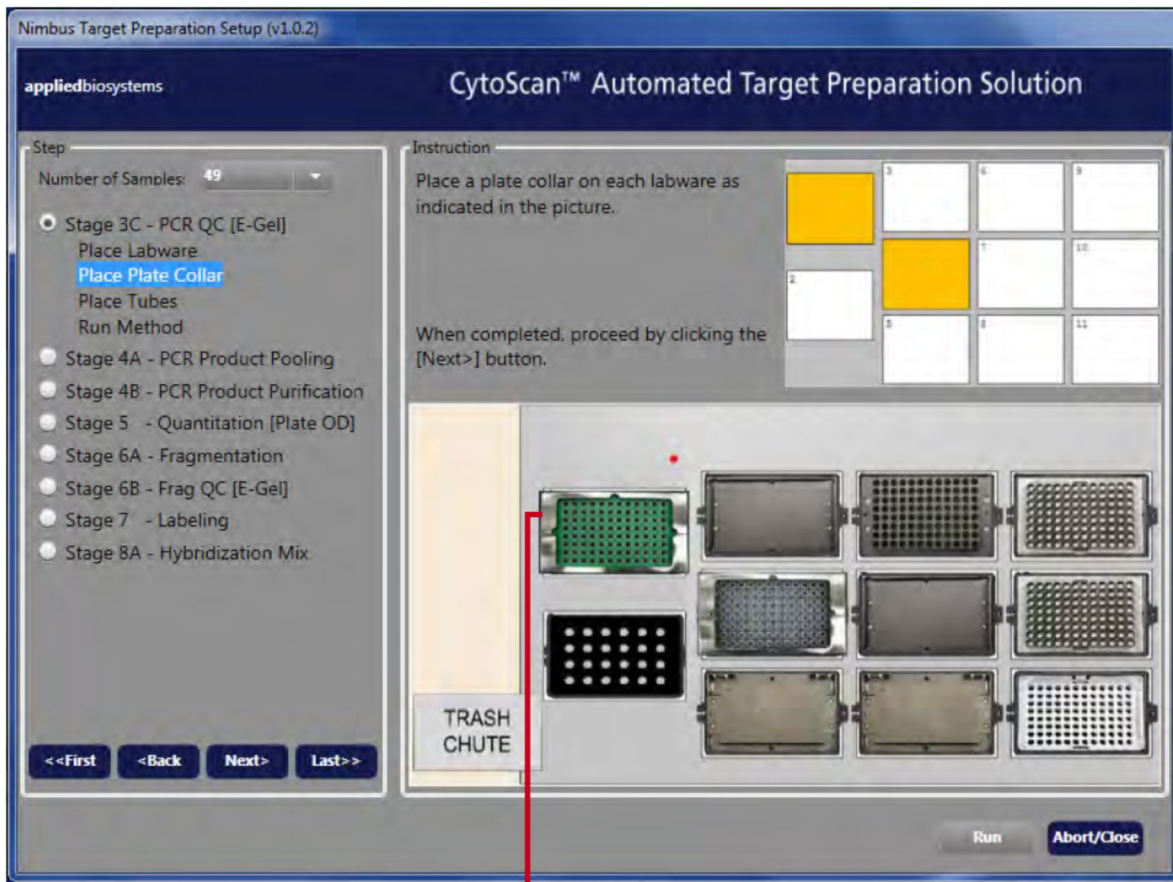 Nimbus Target Preparation Setup (v1.0.2)
appliedbiosystems
CytoScan™ Automated Target Preparation Solution
Step
Number of Samples: 49
Stage 3C - PCR QC [E-Gel]
Place Labware
Place Plate Collar
Place Tubes
Run Method
Stage 4A - PCR Product Pooling
Stage 4B - PCR Product Purification
Stage 5 - Quantitation [Plate OD]
Stage 6A - Fragmentation
Stage 6B - Frag QC [E-Gel]
Stage 7 - Labeling
Stage 8A - Hybridization Mix
<<First <Back Next> Last>>
Instruction
Place a plate collar on each labware as
indicated in the picture.
When completed, proceed by clicking the
[Next>] button.
3 6 9
2 7 10
5 8 11
TRASH
CHUTE
Run Abort/Close